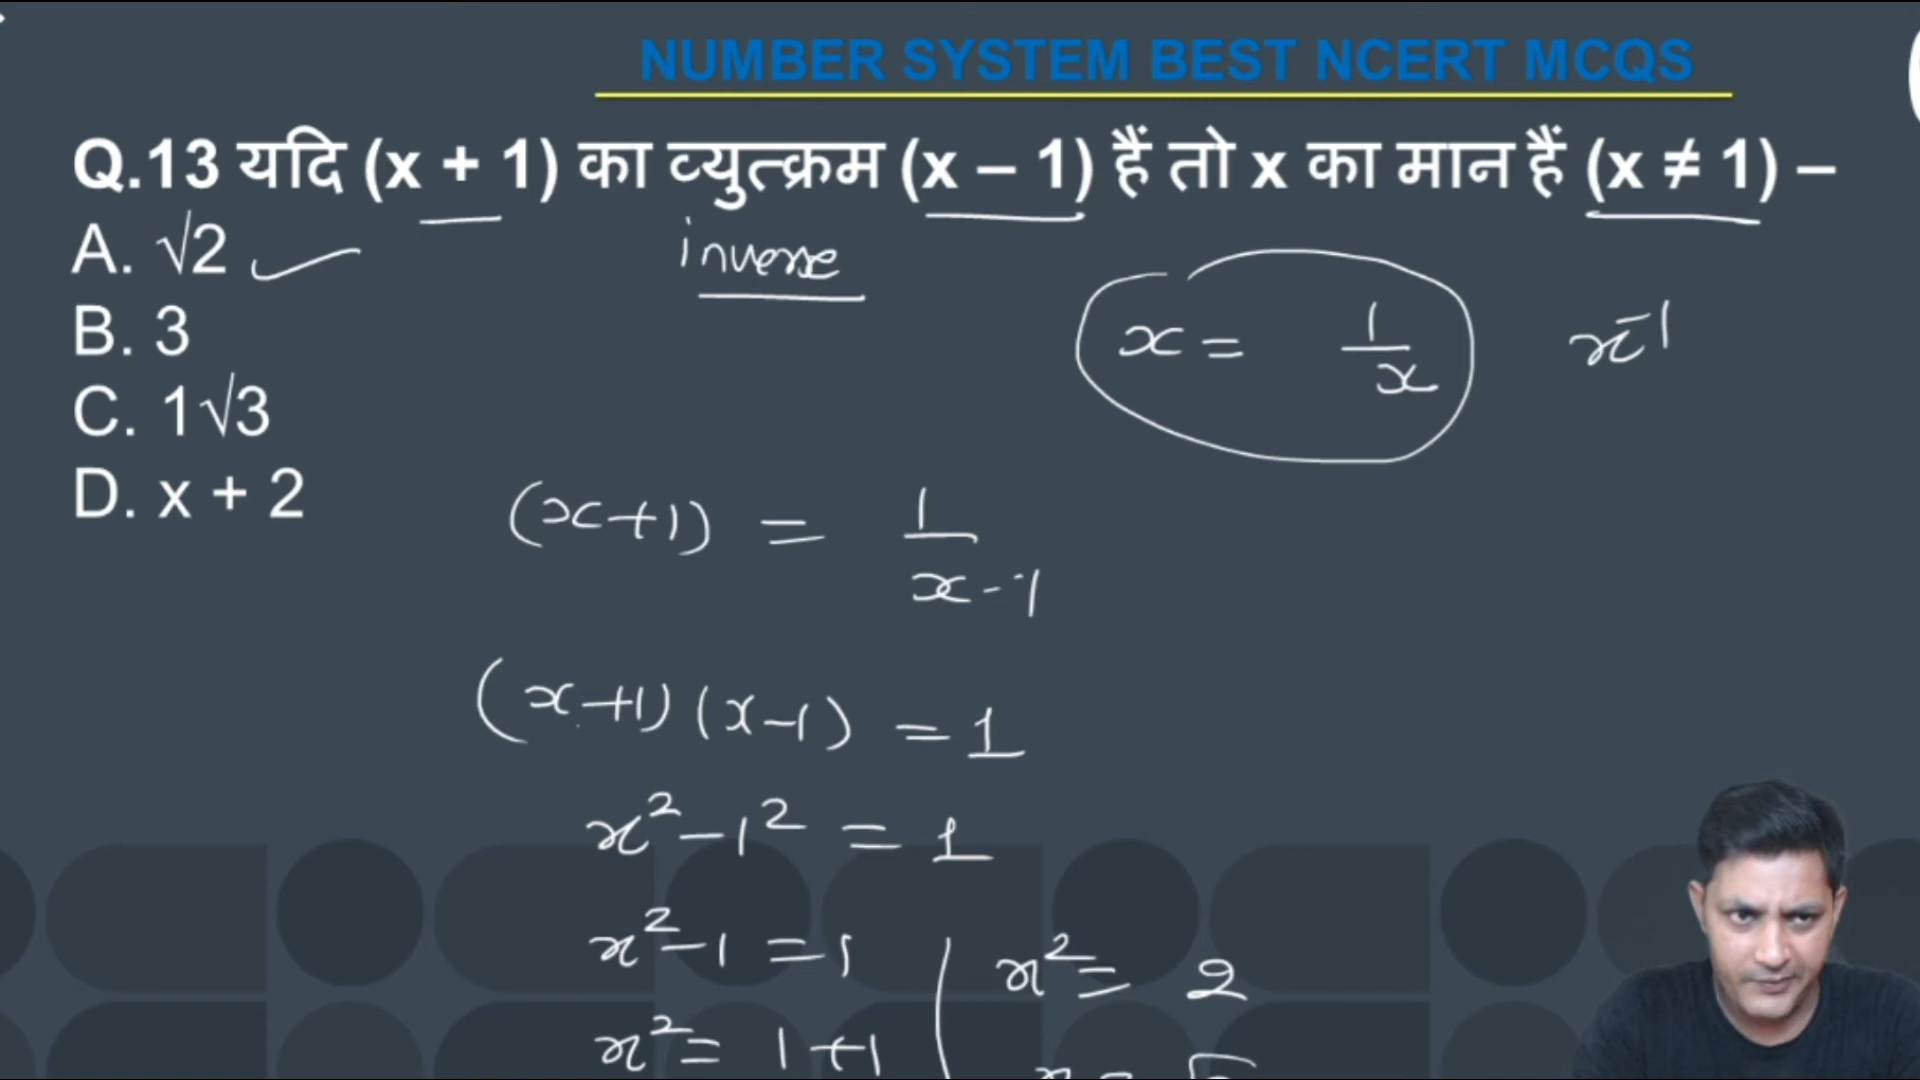 NUMBER SYSTEM BEST NCERT MCQS
Q.13 यदि (x + 1) का व्युत्क्रम (x – 1) हैं तो x का मान हैं (x ≠ 1) –
A. √2
inverse
B. 3
x = 1/x x⁻¹
C. 1√3
D. x + 2
(x+1) = 1/x-1
(x+1)(x-1) = 1
x²-1² = 1
x²-1 = 1
x² = 1+1
x² = 2